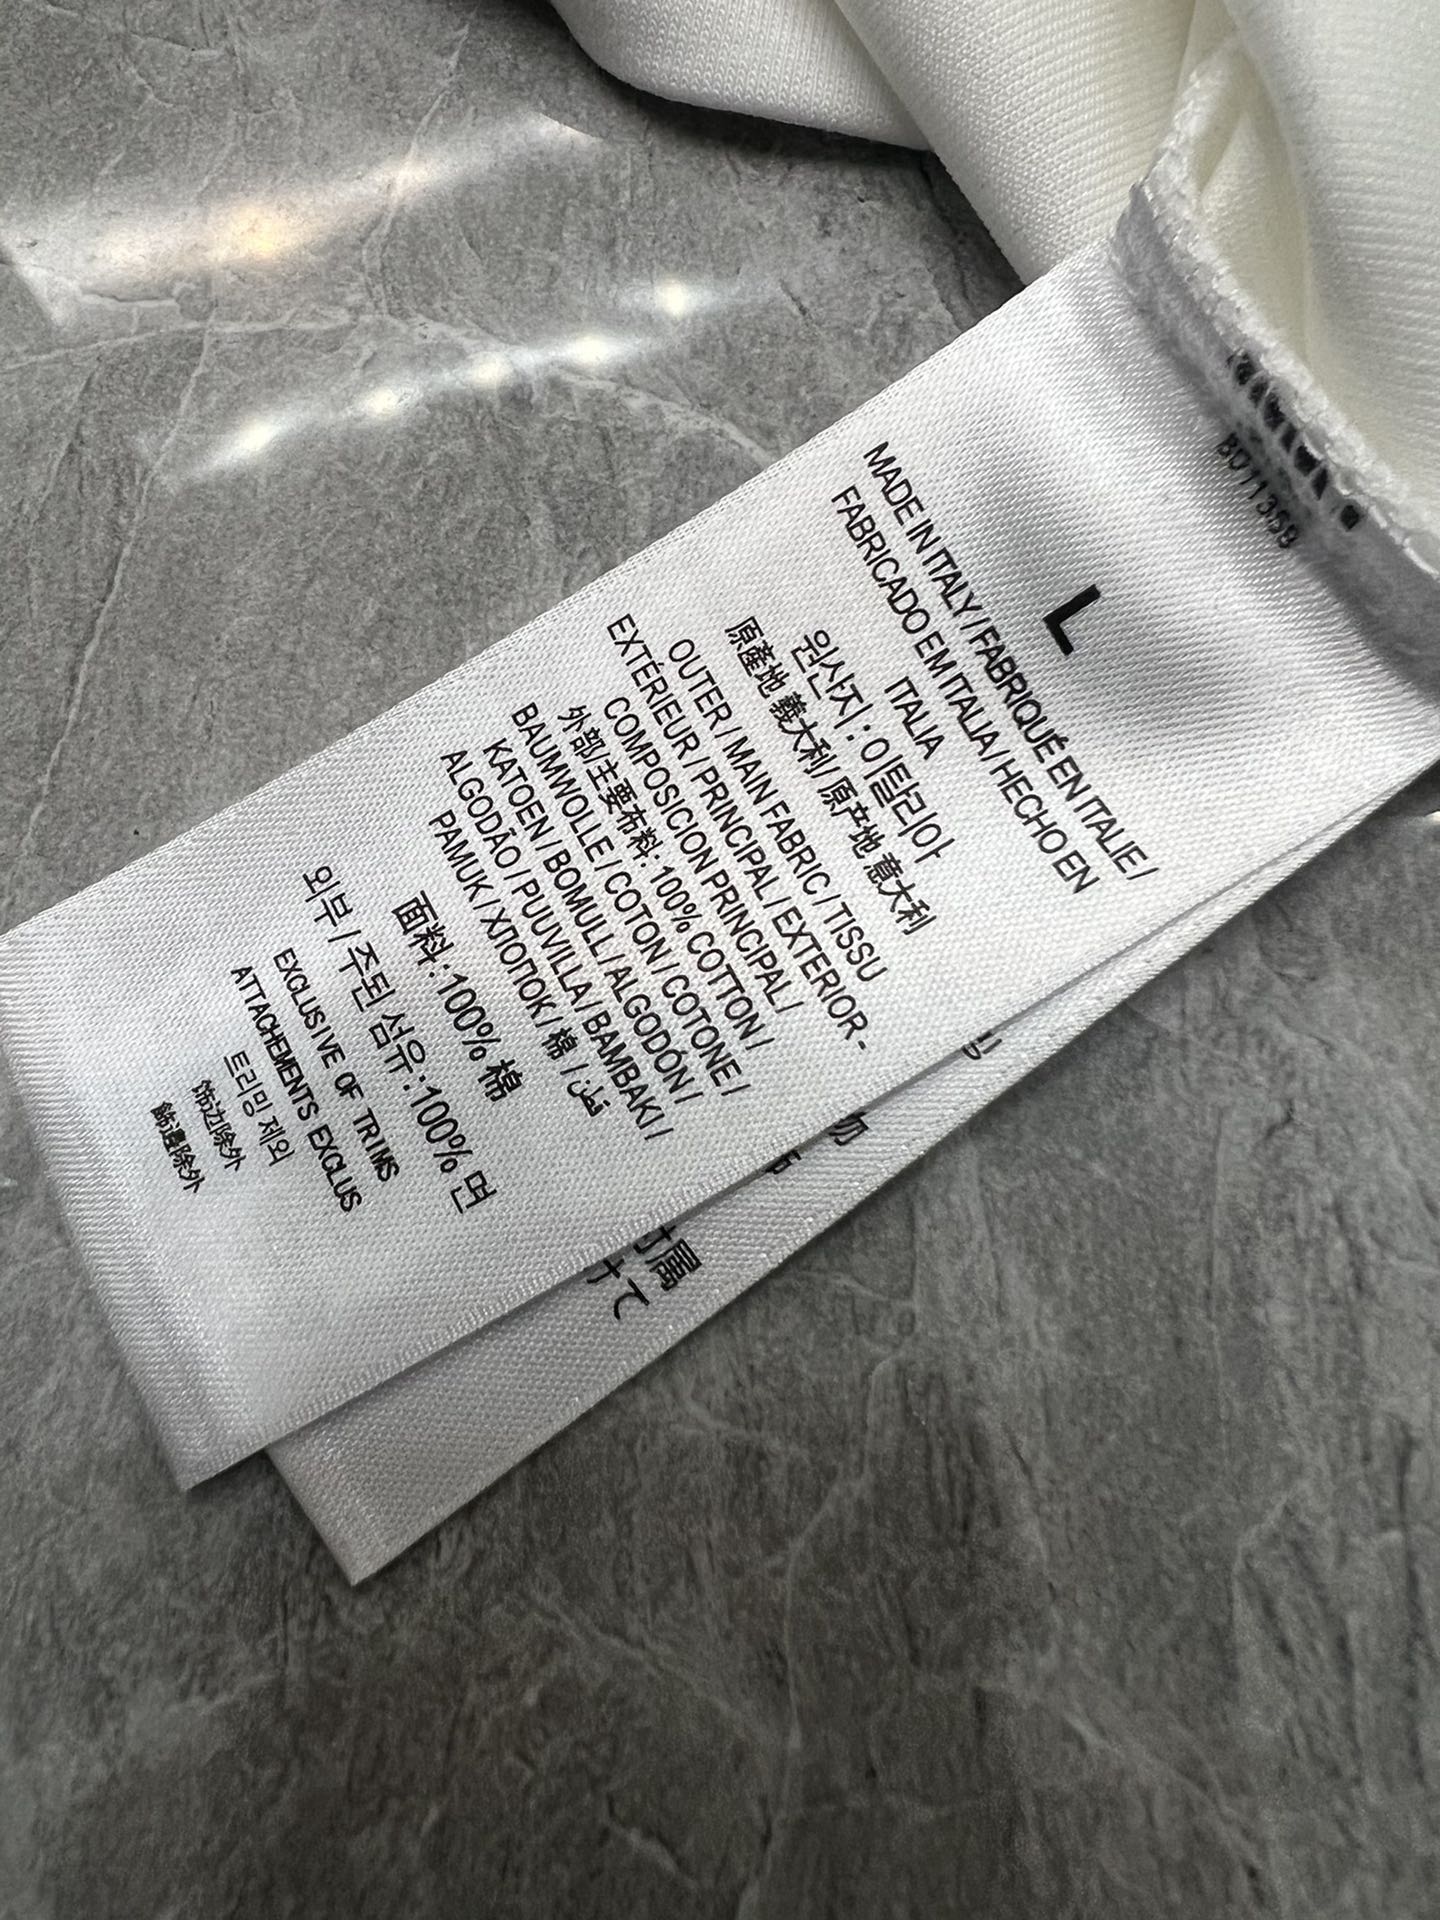 L
MADE IN ITALY / FABRIQUÉ EN ITALIE /
FABRICADO EM ITALIA / HECHO EN
ITALIA
원산지 : 이탈리아
原產地 義大利/ 原产地 意大利
OUTER / MAIN FABRIC / TISSU
EXTÉRIEUR / PRINCIPAL / EXTERIOR -
COMPOSICION PRINCIPAL /
外部/主要布料: 100% COTTON /
BAUMWOLLE / COTON / COTONE /
KATOEN / BOMULL / ALGODÓN /
ALGODÃO / PUUVILLA / BAMBAKI /
PAMUK / ХЛОПОК / 棉 / قطن
面料 : 100% 棉
외부 / 주된 섬유 : 100% 면
EXCLUSIVE OF TRIMS
ATTACHEMENTS EXCLUS
트리밍 제외
饰边除外
飾邊除外
付属
けて